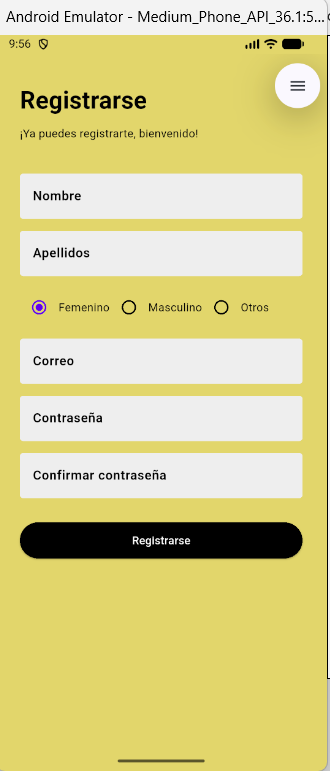 Android Emulator - Medium_Phone_API_36.1:5...
9:56
Registrarse
¡Ya puedes registrarte, bienvenido!
Nombre
Apellidos
Femenino Masculino Otros
Correo
Contraseña
Confirmar contraseña
Registrarse